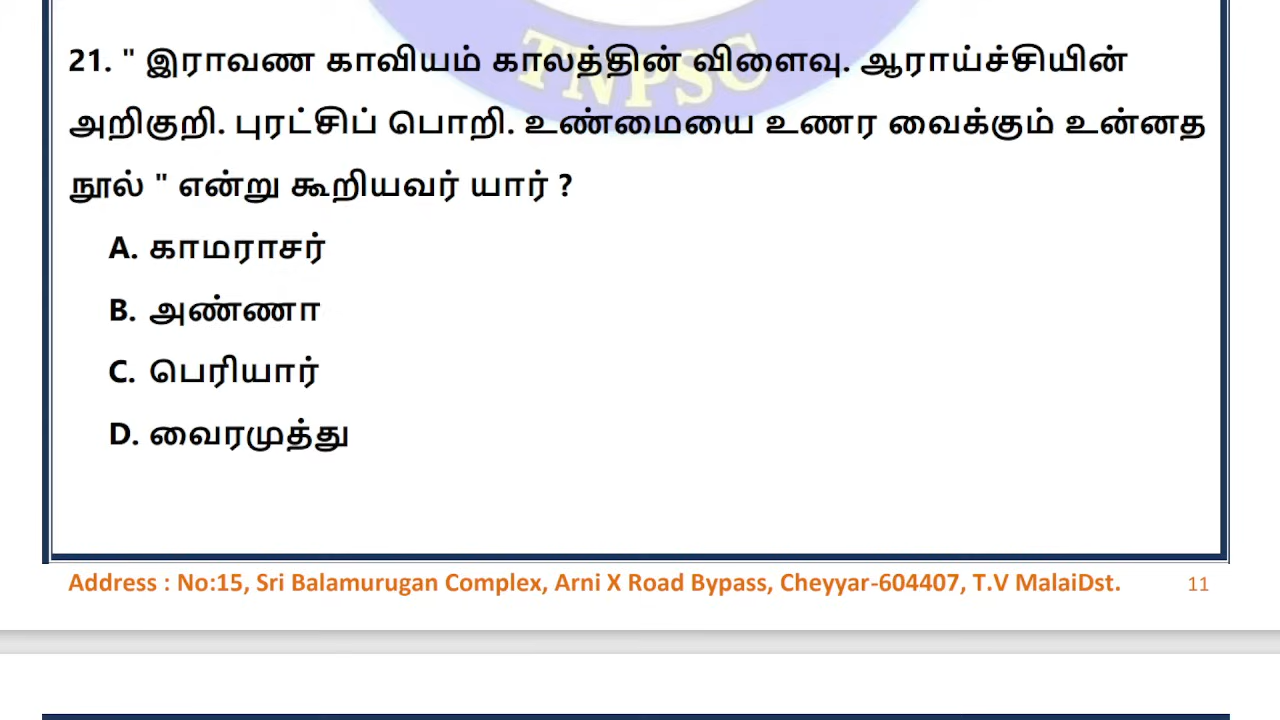 TNPSC
21. " இராவண காவியம் காலத்தின் விளைவு. ஆராய்ச்சியின்
அறிகுறி. புரட்சிப் பொறி. உண்மையை உணர வைக்கும் உன்னத
நூல் " என்று கூறியவர் யார் ?
A. காமராசர்
B. அண்ணா
C. பெரியார்
D. வைரமுத்து
Address : No:15, Sri Balamurugan Complex, Arni X Road Bypass, Cheyyar-604407, T.V MalaiDst. 11